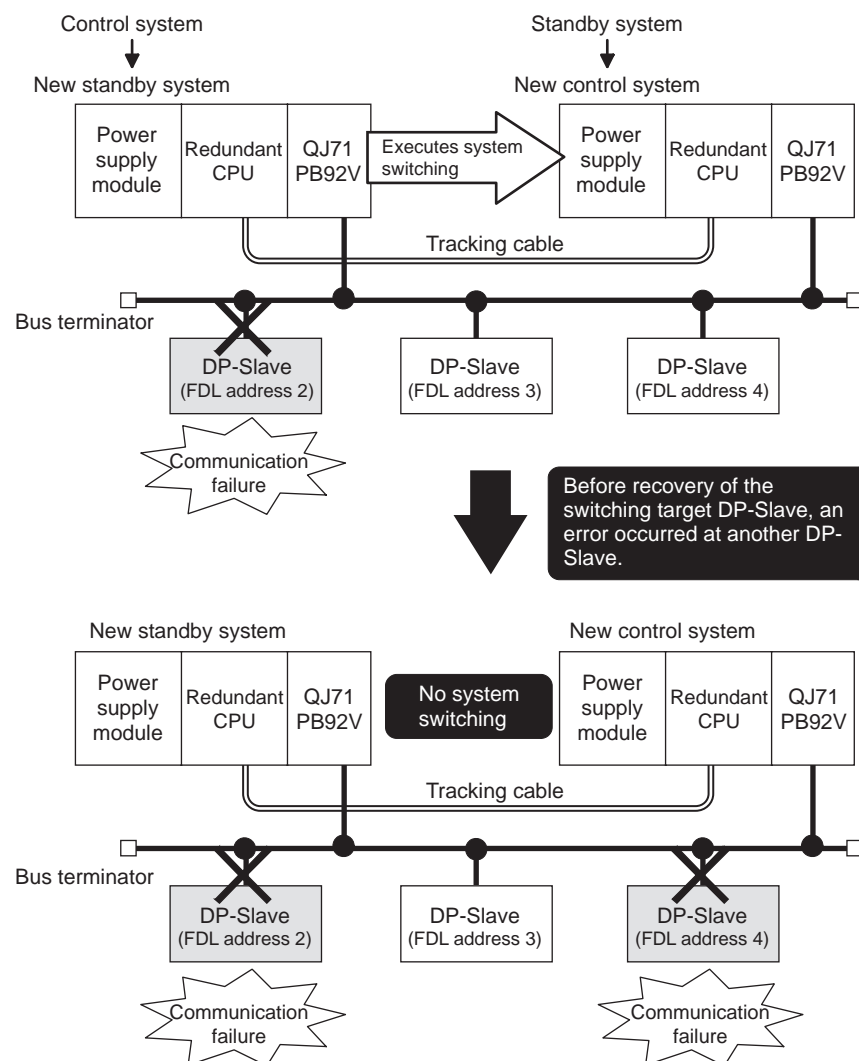 Control system
Standby system
New standby system
New control system
Power
supply
module
Redundant
CPU
QJ71
PB92V
Executes system
switching
Power
supply
module
Redundant
CPU
QJ71
PB92V
Tracking cable
Bus terminator
DP-Slave
(FDL address 2)
DP-Slave
(FDL address 3)
DP-Slave
(FDL address 4)
Communication
failure
Before recovery of the
switching target DP-Slave, an
error occurred at another DP-
Slave.
New standby system
New control system
Power
supply
module
Redundant
CPU
QJ71
PB92V
No system
switching
Power
supply
module
Redundant
CPU
QJ71
PB92V
Tracking cable
Bus terminator
DP-Slave
(FDL address 2)
DP-Slave
(FDL address 3)
DP-Slave
(FDL address 4)
Communication
failure
Communication
failure